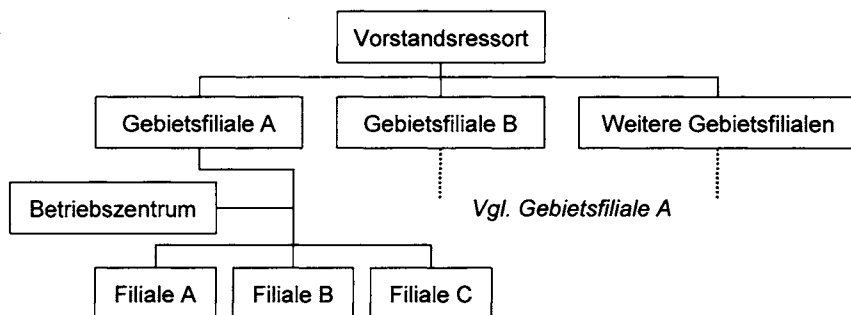 Vorstandsressort
Gebietsfiliale A
Gebietsfiliale B
Weitere Gebietsfilialen
Betriebszentrum
Vgl. Gebietsfiliale A
Filiale A
Filiale B
Filiale C